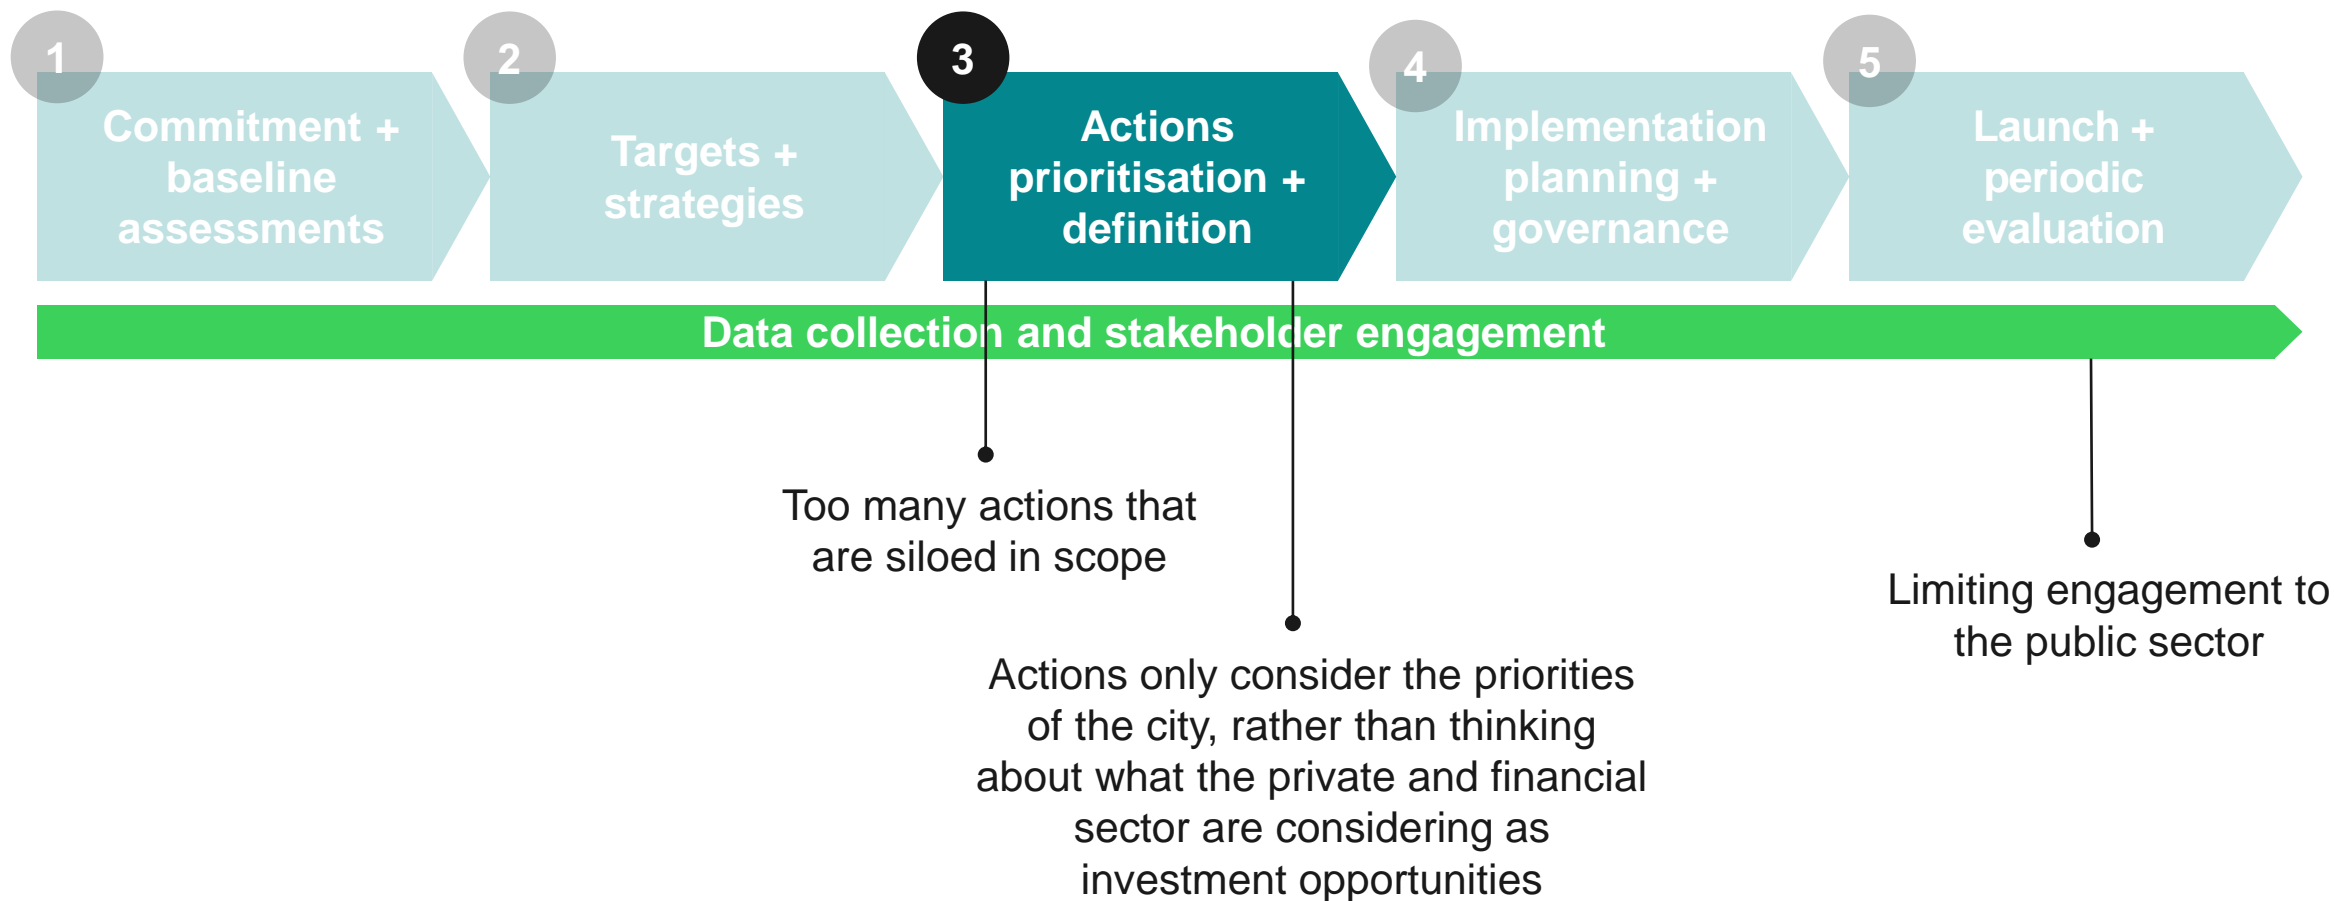 1
Commitment +
baseline
assessments
2
Targets +
strategies
3
Actions
prioritisation +
definition
4
Implementation
planning +
governance
5
Launch +
periodic
evaluation
Data collection and stakeholder engagement
Too many actions that
are siloed in scope
Actions only consider the priorities
of the city, rather than thinking
about what the private and financial
sector are considering as
investment opportunities
Limiting engagement to
the public sector